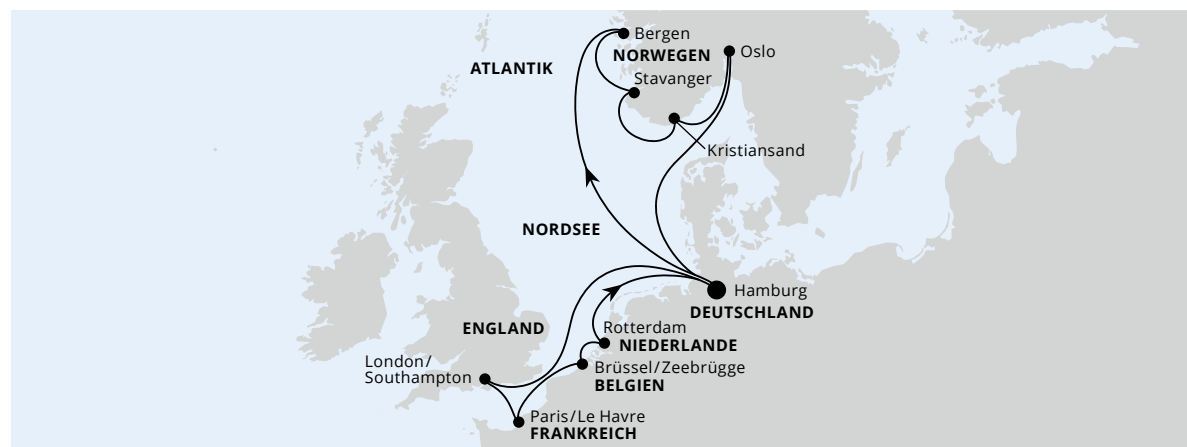 Bergen
NORWEGEN
Oslo
ATLANTIK
Stavanger
Kristiansand
NORDSEE
Hamburg
DEUTSCHLAND
ENGLAND
Rotterdam
NIEDERLANDE
London/
Southampton
Brüssel/Zeebrügge
BELGIEN
Paris/Le Havre
FRANKREICH